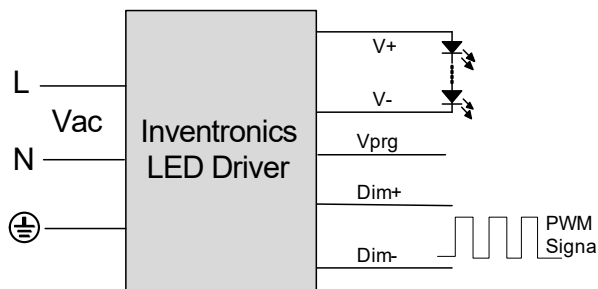 L
Vac
N
Inventronics
LED Driver
V+
V-
Vprg
Dim+
Dim-
PWM
Signa